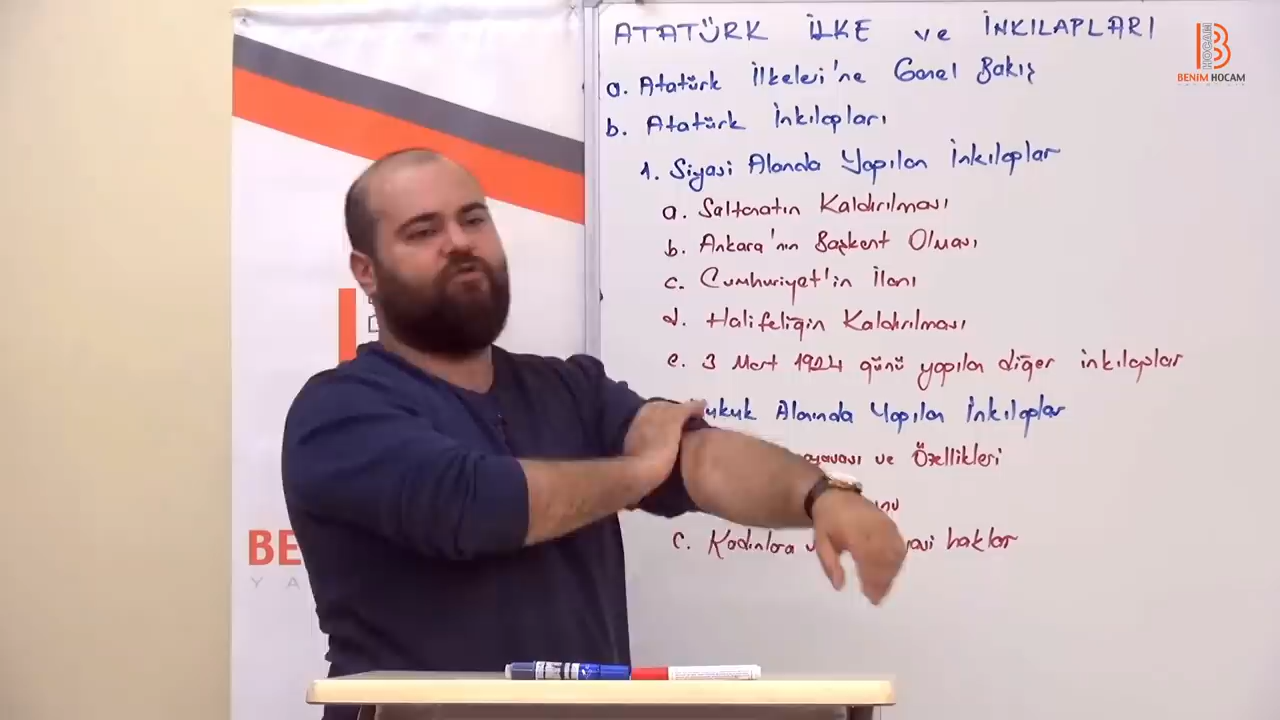 ATATÜRK İLKE ve İNKILAPLARI
a. Atatürk İlkeleri'ne Genel Bakış
b. Atatürk İnkılapları
1. Siyasi Alanda Yapılan İnkılaplar
a. Saltanatın Kaldırılması
b. Ankara'nın Başkent Olması
c. Cumhuriyet'in İlanı
d. Halifeliğin Kaldırılması
e. 3 Mart 1924 günü yapılan diğer inkılaplar
Alanında Yapılan İnkılaplar
ve Özellikleri
c. Kadınlara haklar
BENİM HOCAM
BE